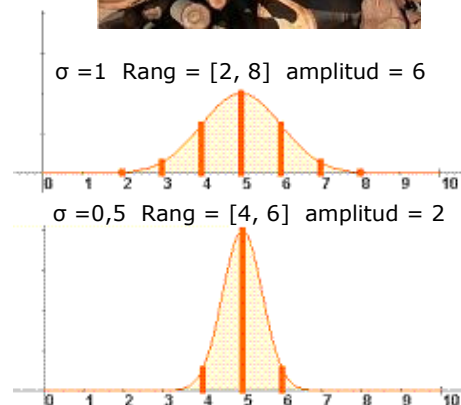 σ =1 Rang = [2, 8] amplitud = 6
0 1 2 3 4 5 6 7 8 9 10
σ =0,5 Rang = [4, 6] amplitud = 2
0 1 2 3 4 5 6 7 8 9 10